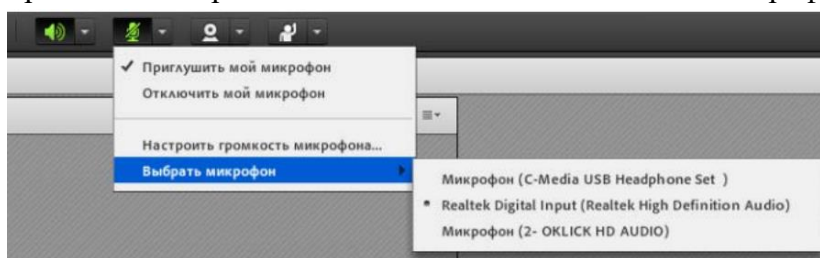 Приглушить мой микрофон
Отключить мой микрофон
Настроить громкость микрофона...
Выбрать микрофон
Микрофон (C-Media USB Headphone Set )
Realtek Digital Input (Realtek High Definition Audio)
Микрофон (2- OKLICK HD AUDIO)